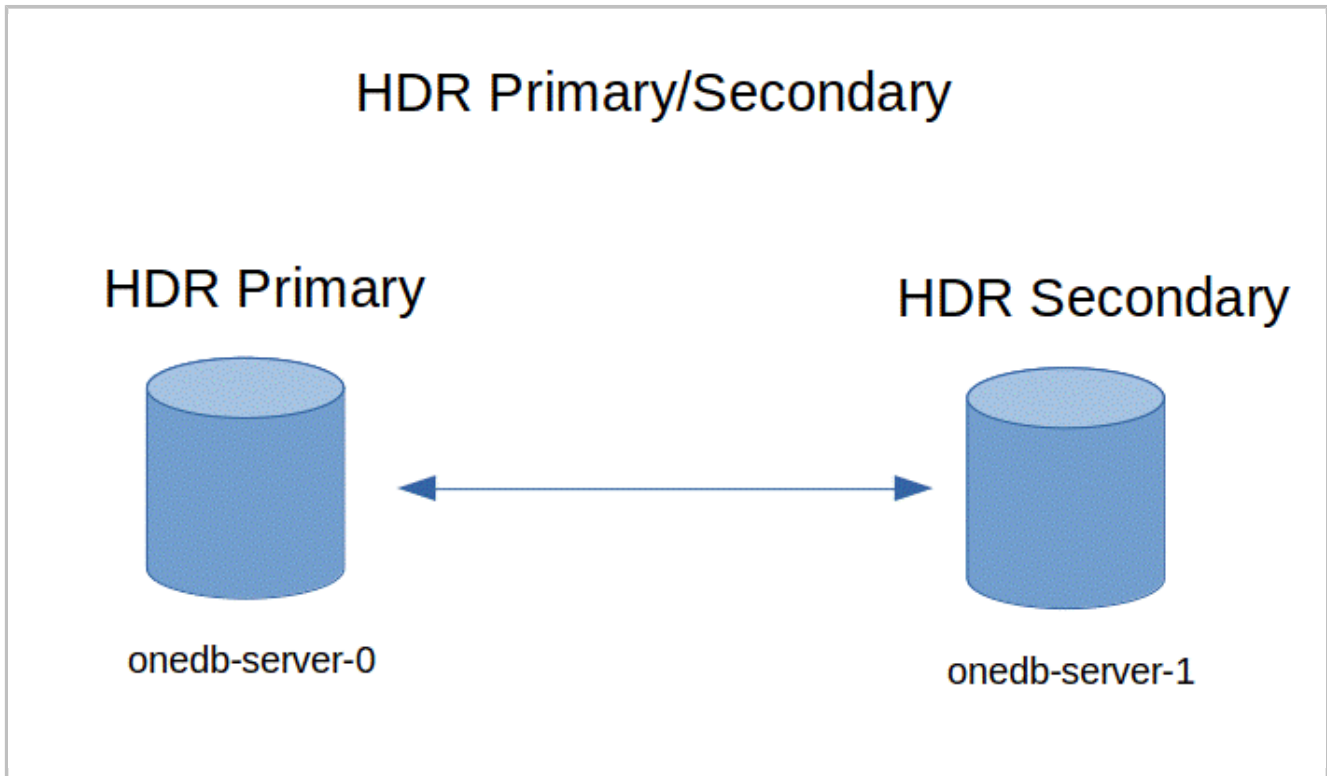 HDR Primary/Secondary
HDR Primary
HDR Secondary
onedb-server-0
onedb-server-1